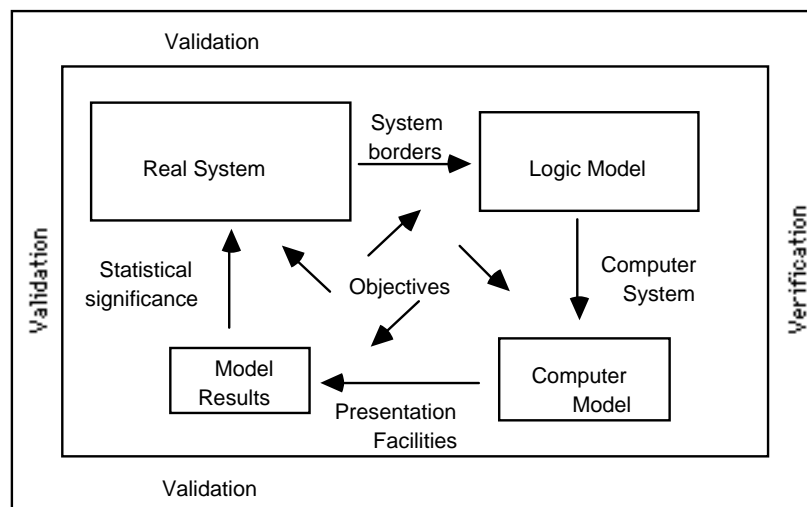 Validation
System
borders
Real System
Logic Model
Validation
Statistical
significance
Objectives
Computer
System
Verification
Model
Results
Presentation
Facilities
Computer
Model
Validation